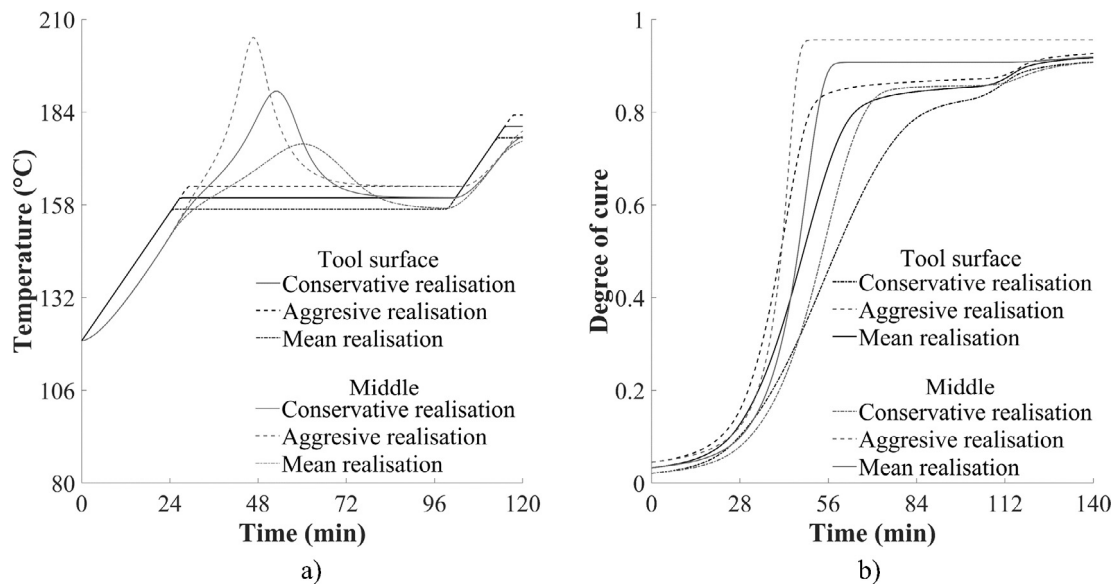 210
184
158
132
106
80
Temperature (°C)
Tool surface
Conservative realisation
Aggresive realisation
Mean realisation
Middle
Conservative realisation
Aggresive realisation
Mean realisation
0 24 48 72 96 120
Time (min)
a)
1
0.8
0.6
0.4
0.2
0
Degree of cure
Tool surface
Conservative realisation
Aggresive realisation
Mean realisation
Middle
Conservative realisation
Aggresive realisation
Mean realisation
0 28 56 84 112 140
Time (min)
b)